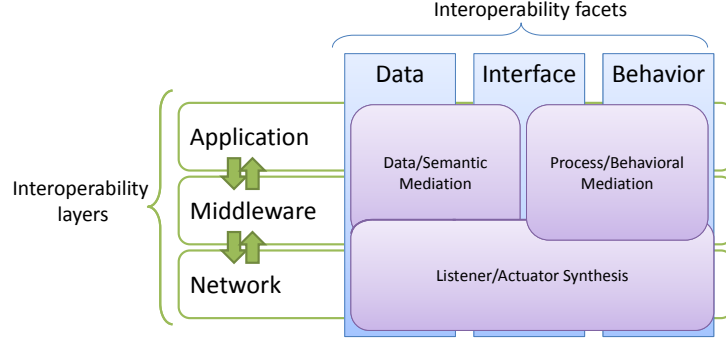 Interoperability facets
Data
Interface
Behavior
Application
Data/Semantic
Mediation
Process/Behavioral
Mediation
Interoperability
layers
Middleware
Network
Listener/Actuator Synthesis